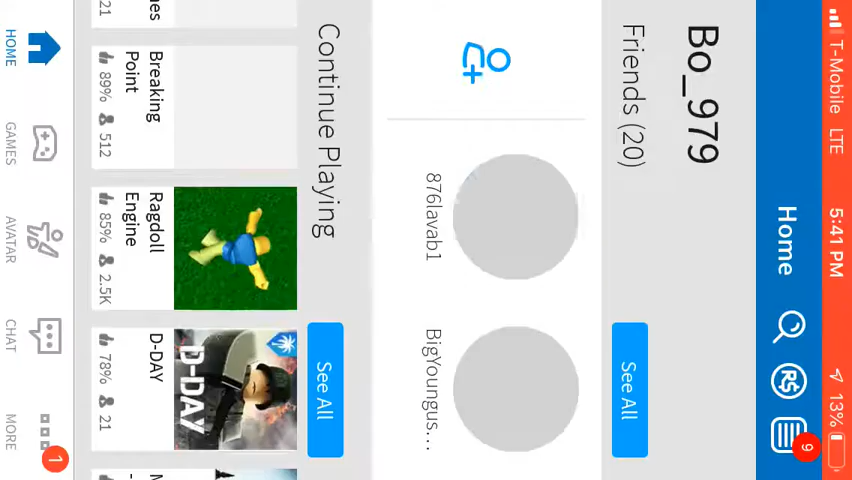 T-Mobile LTE
5:41 PM
13%
Home
R$
9
Bo_979
Friends (20)
See All
876lavab1
BigYoungus....
Continue Playing
See All
21
Breaking
Point
89% 512
Ragdoll
Engine
85% 2.5K
D-DAY
D-DAY
78% 21
HOME
GAMES
AVATAR
CHAT
MORE
1